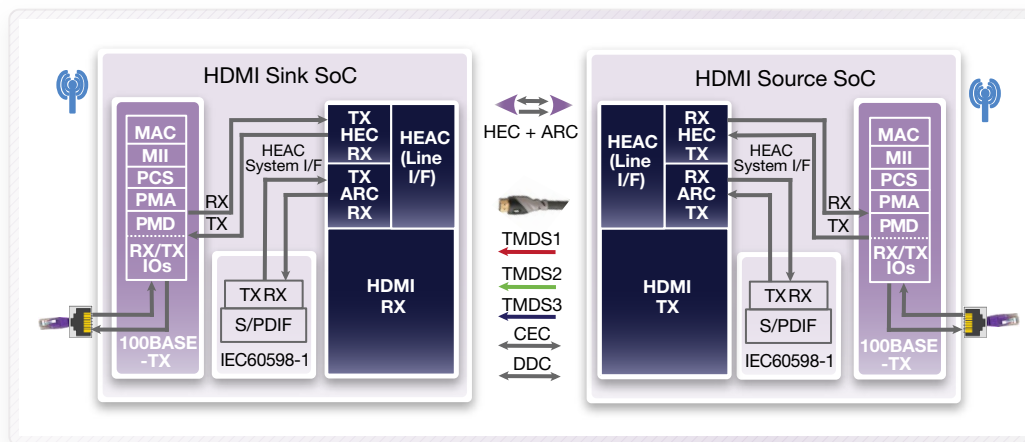 HDMI Sink SoC
MAC
MII
PCS
PMA
PMD
RX/TX
IOs
100BASE
-TX
RX
TX
HEAC
System I/F
TX
HEC
RX
TX
ARC
RX
HEAC
(Line
I/F)
HDMI
RX
TX RX
S/PDIF
IEC60598-1
HEC + ARC
TMDS1
TMDS2
TMDS3
CEC
DDC
HDMI Source SoC
HEAC
(Line
I/F)
RX
HEC
TX
RX
ARC
TX
HDMI
TX
HEAC
System I/F
RX
TX
TX RX
S/PDIF
IEC60598-1
MAC
MII
PCS
PMA
PMD
RX/TX
IOs
100BASE
-TX